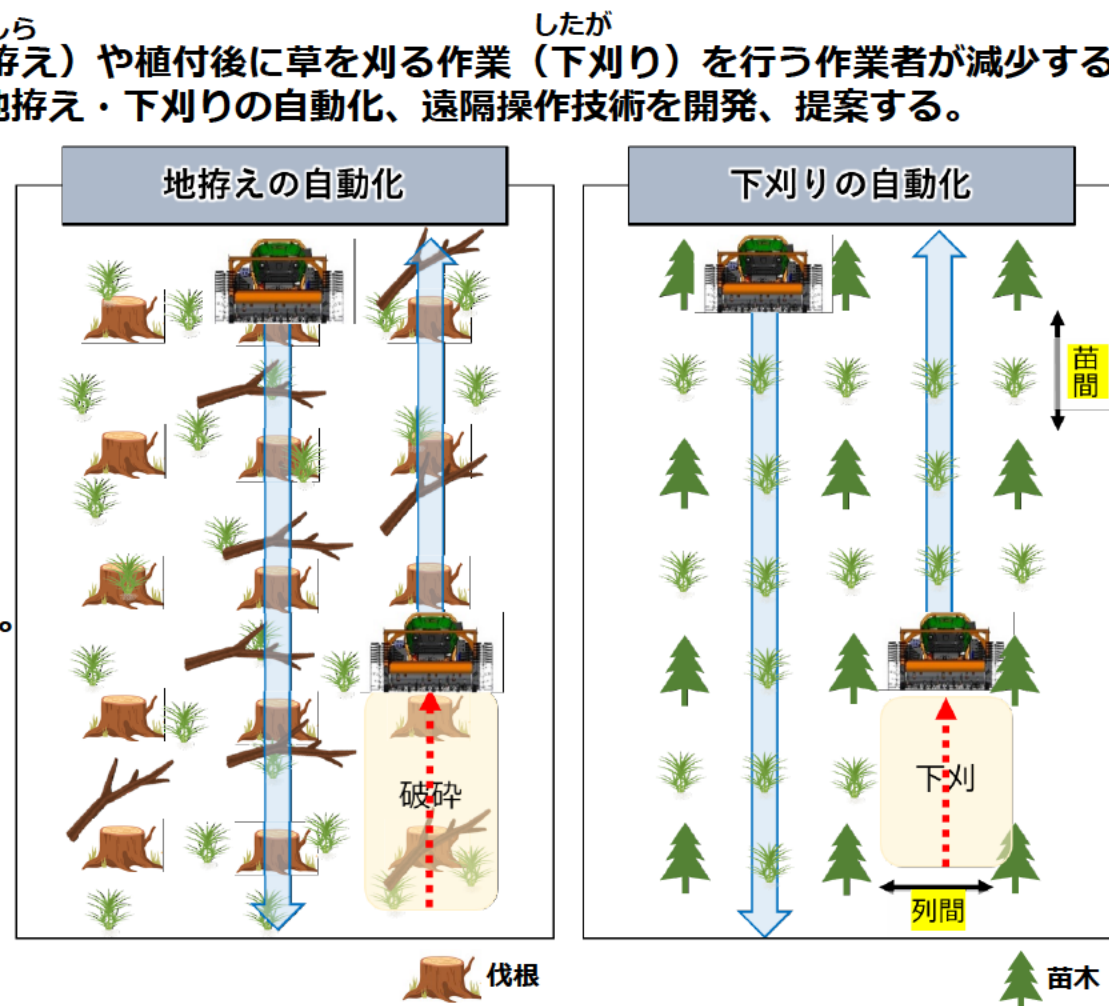 しら
したが
拵え）や植付後に草を刈る作業（下刈り）を行う作業者が減少する
地拵え・下刈りの自動化、遠隔操作技術を開発、提案する。
地拵えの自動化
下刈りの自動化
苗間
。
破砕
下刈
列間
伐根
苗木